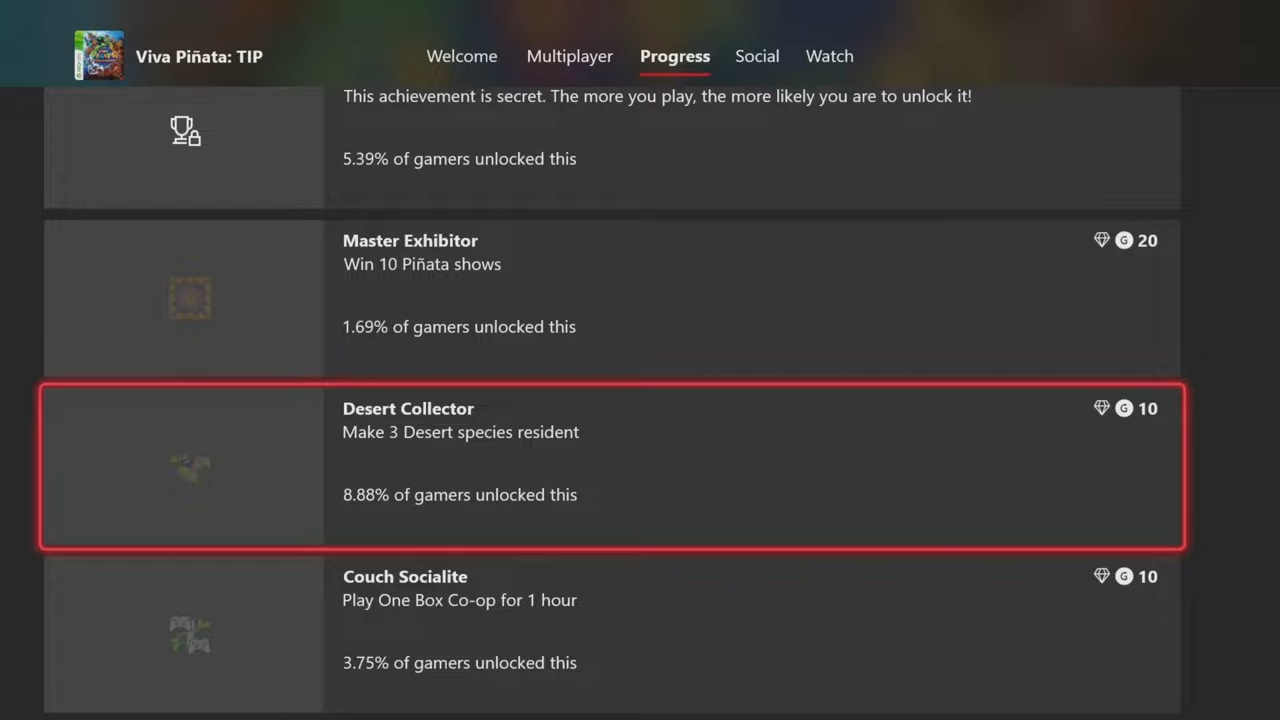 Viva Piñata: TIP
Welcome
Multiplayer
Progress
Social
Watch
This achievement is secret. The more you play, the more likely you are to unlock it!
5.39% of gamers unlocked this
Master Exhibitor
G 20
Win 10 Piñata shows
1.69% of gamers unlocked this
Desert Collector
G 10
Make 3 Desert species resident
8.88% of gamers unlocked this
Couch Socialite
G 10
Play One Box Co-op for 1 hour
3.75% of gamers unlocked this